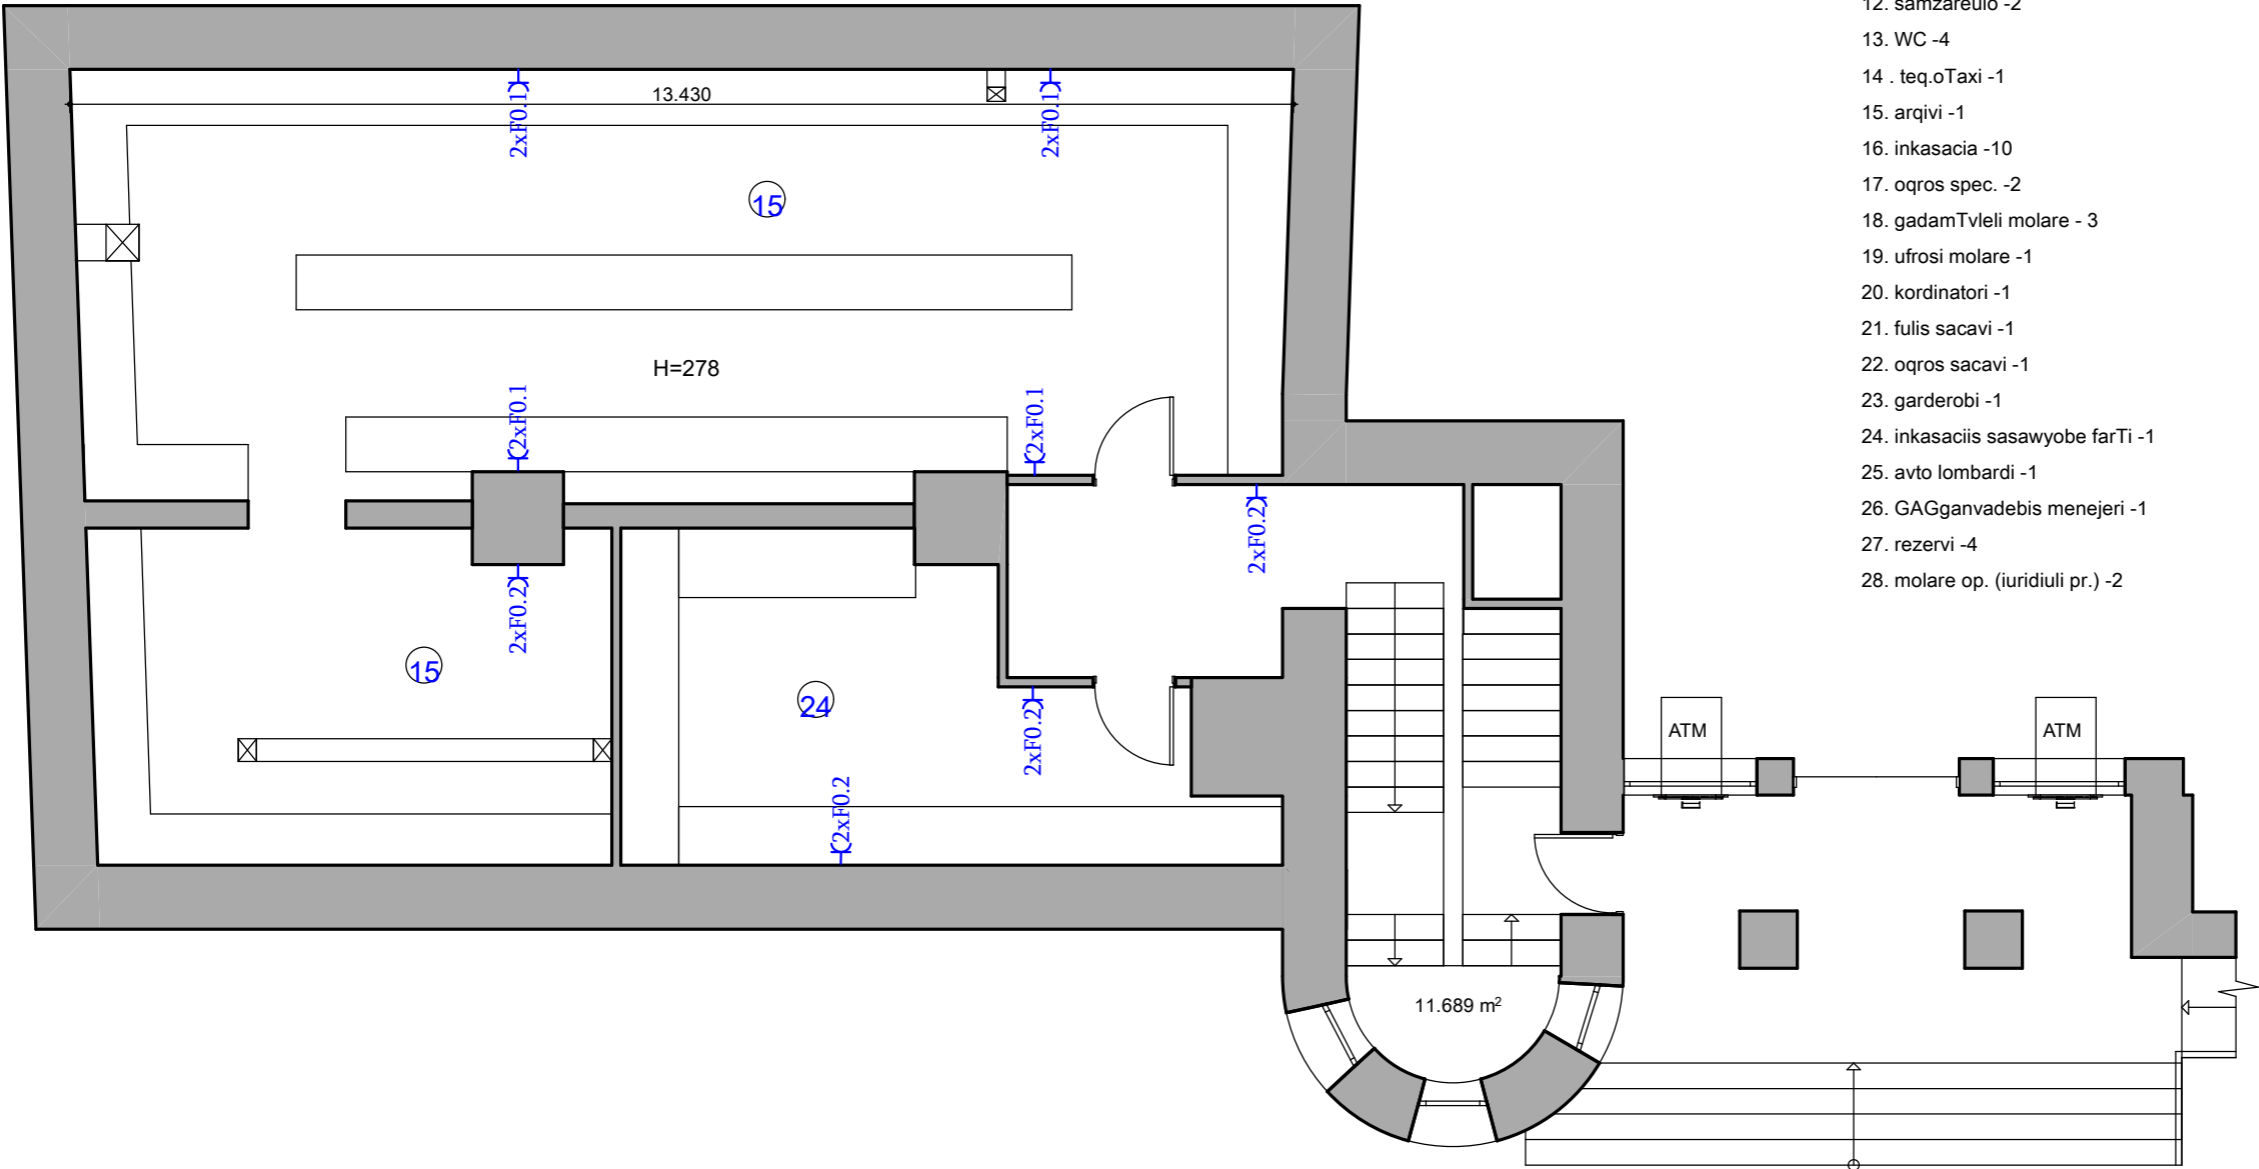 12. samzareulo -2
13. WC -4
14 . teq.oTaxi -1
15. arqivi -1
16. inkasacia -10
17. oqros spec. -2
18. gadamTvleli molare - 3
19. ufrosi molare -1
20. kordinatori -1
21. fulis sacavi -1
22. oqros sacavi -1
23. garderobi -1
24. inkasaciis sasawyobe farTi -1
25. avto lombardi -1
26. GAGganvadebis menejeri -1
27. rezervi -4
28. molare op. (iuridiuli pr.) -2
13.430
2xF0.1
2xF0.1
15
H=278
2xF0.1
2xF0.1
2xF0.2
2xF0.2
15
24
2xF0.2
2xF0.2
ATM
ATM
11.689 m²